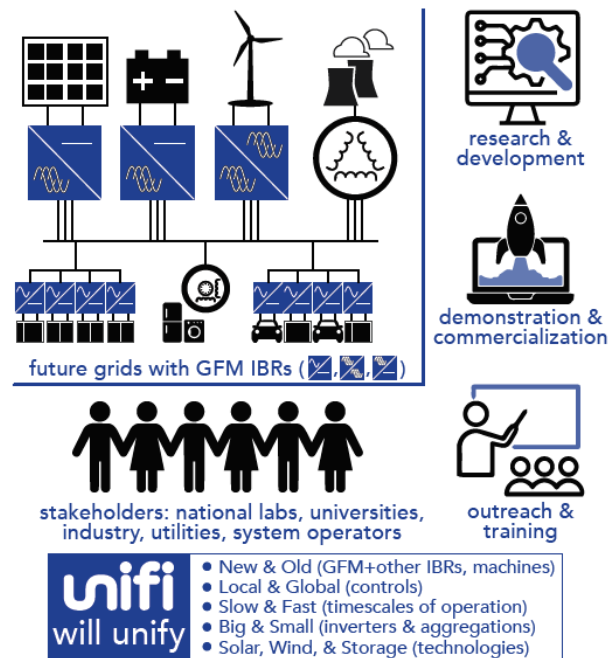 research &
development
demonstration &
commercialization
future grids with GFM IBRs ( , , )
stakeholders: national labs, universities,
industry, utilities, system operators
outreach &
training
unifi
will unify
• New & Old (GFM+other IBRs, machines)
• Local & Global (controls)
• Slow & Fast (timescales of operation)
• Big & Small (inverters & aggregations)
• Solar, Wind, & Storage (technologies)